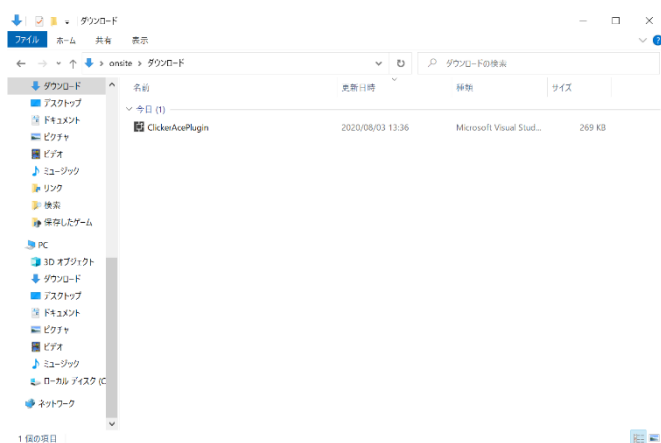 ダウンロード
ファイル ホーム 共有 表示
onsite › ダウンロード ダウンロードの検索
ダウンロード
デスクトップ
ドキュメント
ピクチャ
ビデオ
ミュージック
リンク
検索
保存したゲーム
PC
3D オブジェクト
ダウンロード
デスクトップ
ドキュメント
ピクチャ
ビデオ
ミュージック
ローカル ディスク (C
ネットワーク
名前 更新日時 種類 サイズ
今日 (1)
ClickerAcePlugin 2020/08/03 13:36 Microsoft Visual Stud... 269 KB
1 個の項目